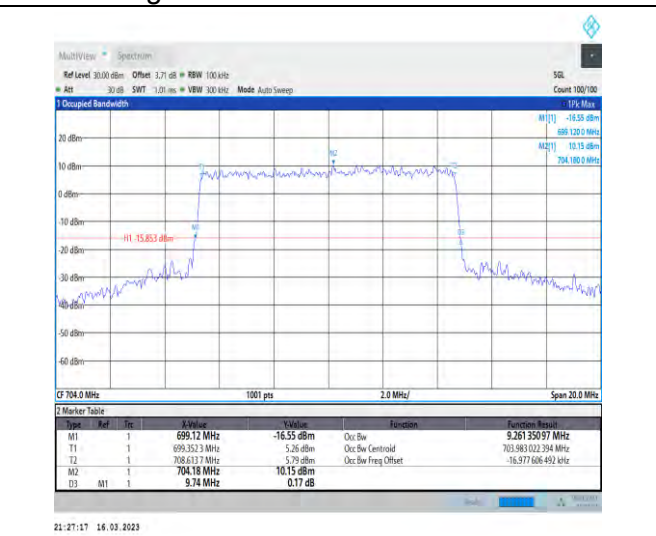 MultiView Spectrum
Ref Level 30.00 dBm Offset 3.71 dB RBW 100 kHz SGL
Att 30 dB SWT 1.01 ms VBW 300 kHz Mode Auto Sweep Count 100/100
1 Occupied Bandwidth 1Pk Max
M1[1] -16.55 dBm
699.120 0 MHz
M2[1] 10.15 dBm
704.180 0 MHz
20 dBm
M2
T1
T2
10 dBm
0 dBm
-10 dBm
M1
D3
H1 -15.853 dBm
-20 dBm
-30 dBm
-40 dBm
-50 dBm
-60 dBm
CF 704.0 MHz 1001 pts 2.0 MHz/ Span 20.0 MHz
2 Marker Table
Type Ref Trc X-Value Y-Value Function Function Result
M1 1 699.12 MHz -16.55 dBm Occ Bw 9.261 350 97 MHz
T1 1 699.352 3 MHz 5.26 dBm Occ Bw Centroid 703.983 022 394 MHz
T2 1 708.613 7 MHz 5.79 dBm Occ Bw Freq Offset -16.977 606 492 kHz
M2 1 704.18 MHz 10.15 dBm
D3 M1 1 9.74 MHz 0.17 dB
21:27:17 16.03.2023